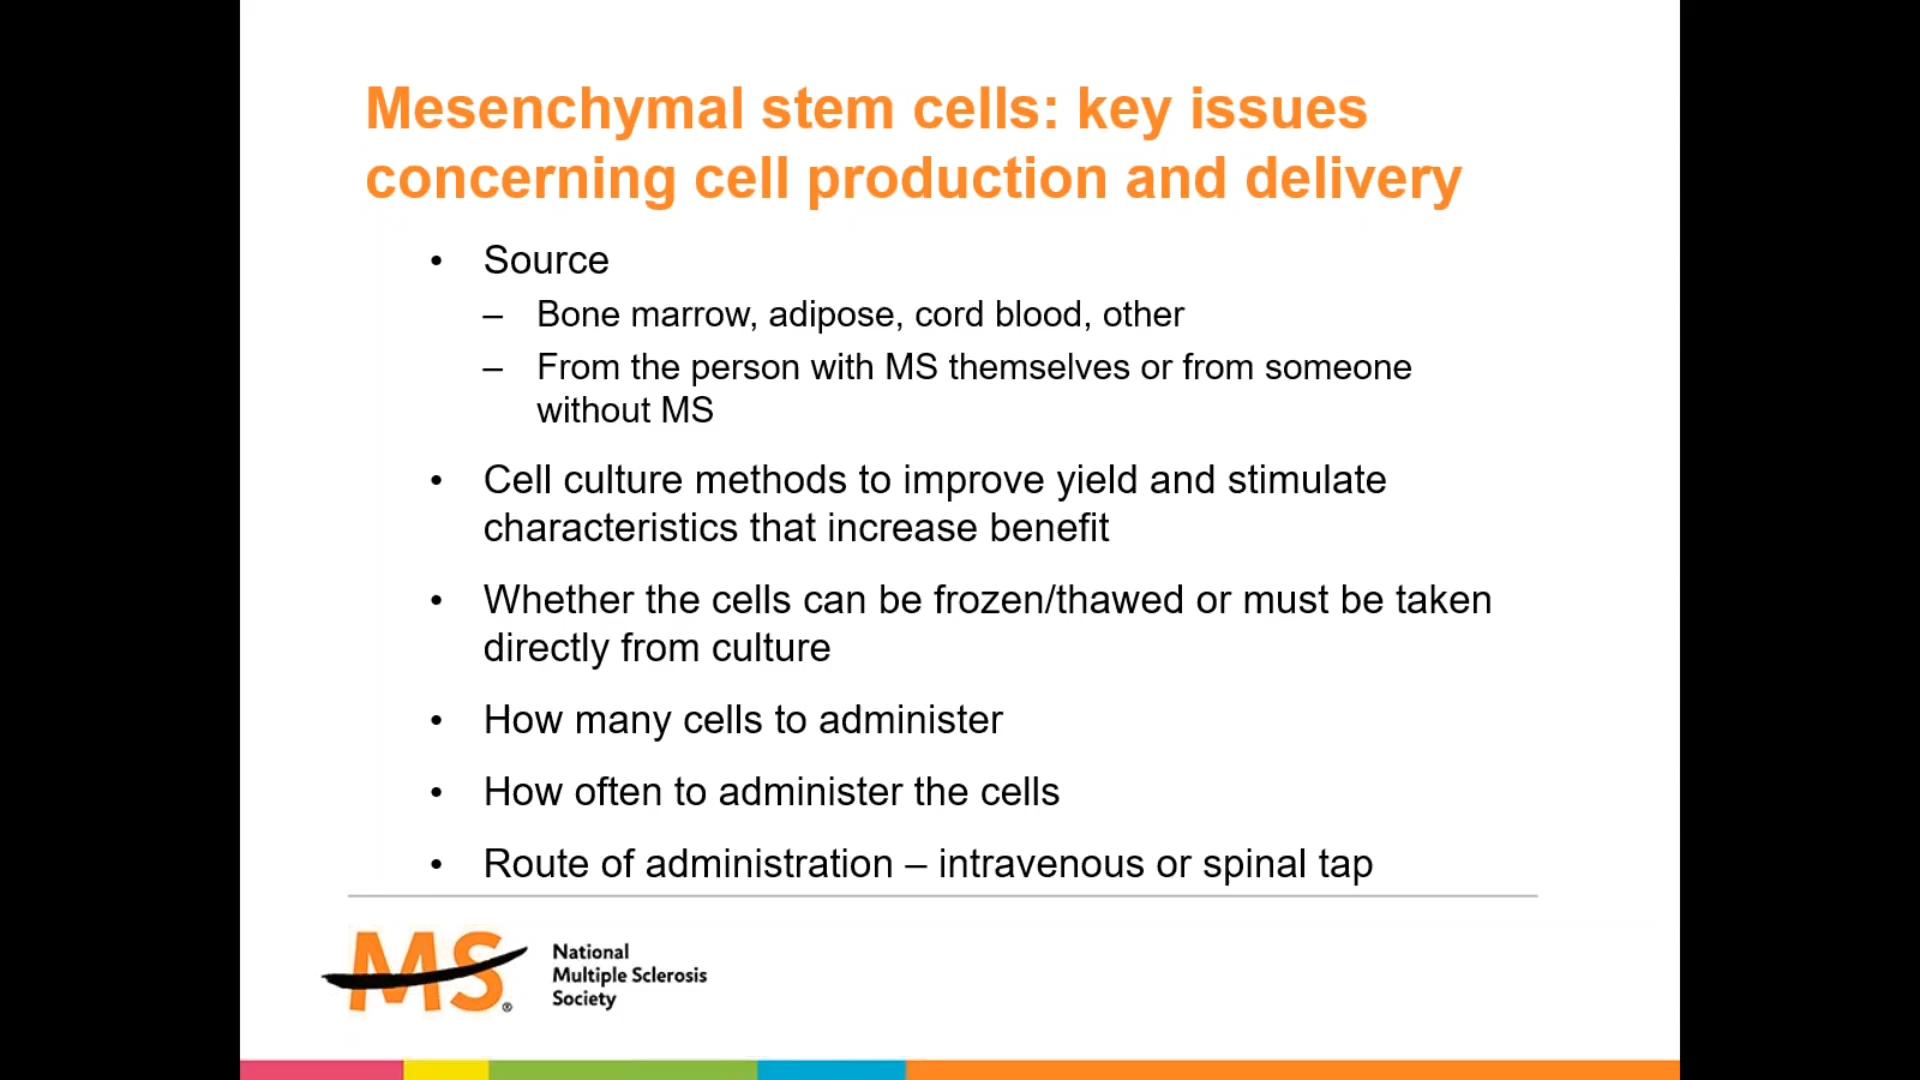 Mesenchymal stem cells: key issues
concerning cell production and delivery
• Source
– Bone marrow, adipose, cord blood, other
– From the person with MS themselves or from someone
without MS
• Cell culture methods to improve yield and stimulate
characteristics that increase benefit
• Whether the cells can be frozen/thawed or must be taken
directly from culture
• How many cells to administer
• How often to administer the cells
• Route of administration – intravenous or spinal tap
MS®
National
Multiple Sclerosis
Society